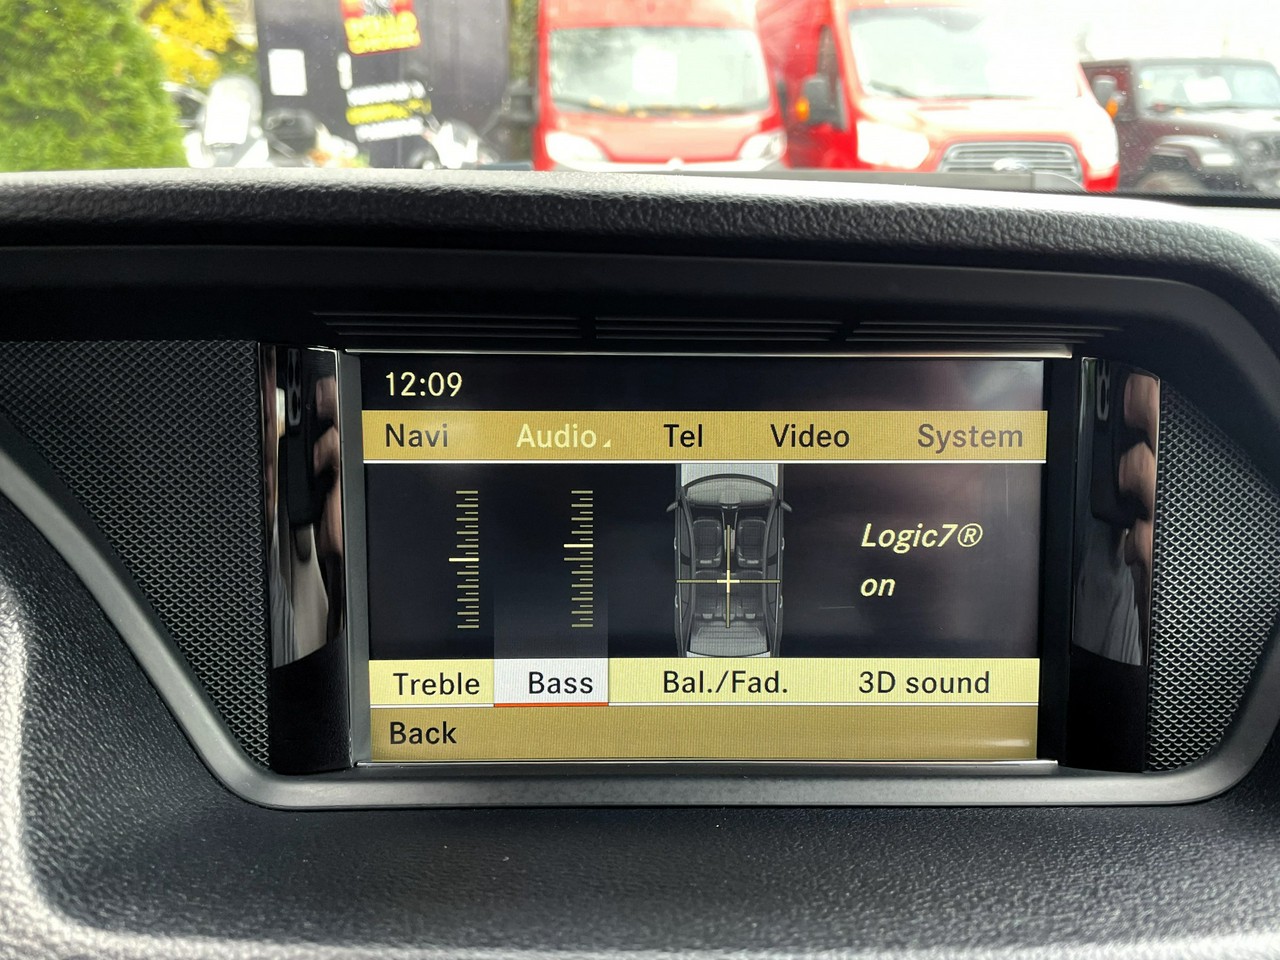 12:09
Navi Audio Tel Video System
Logic7®
on
Treble Bass Bal./Fad. 3D sound
Back